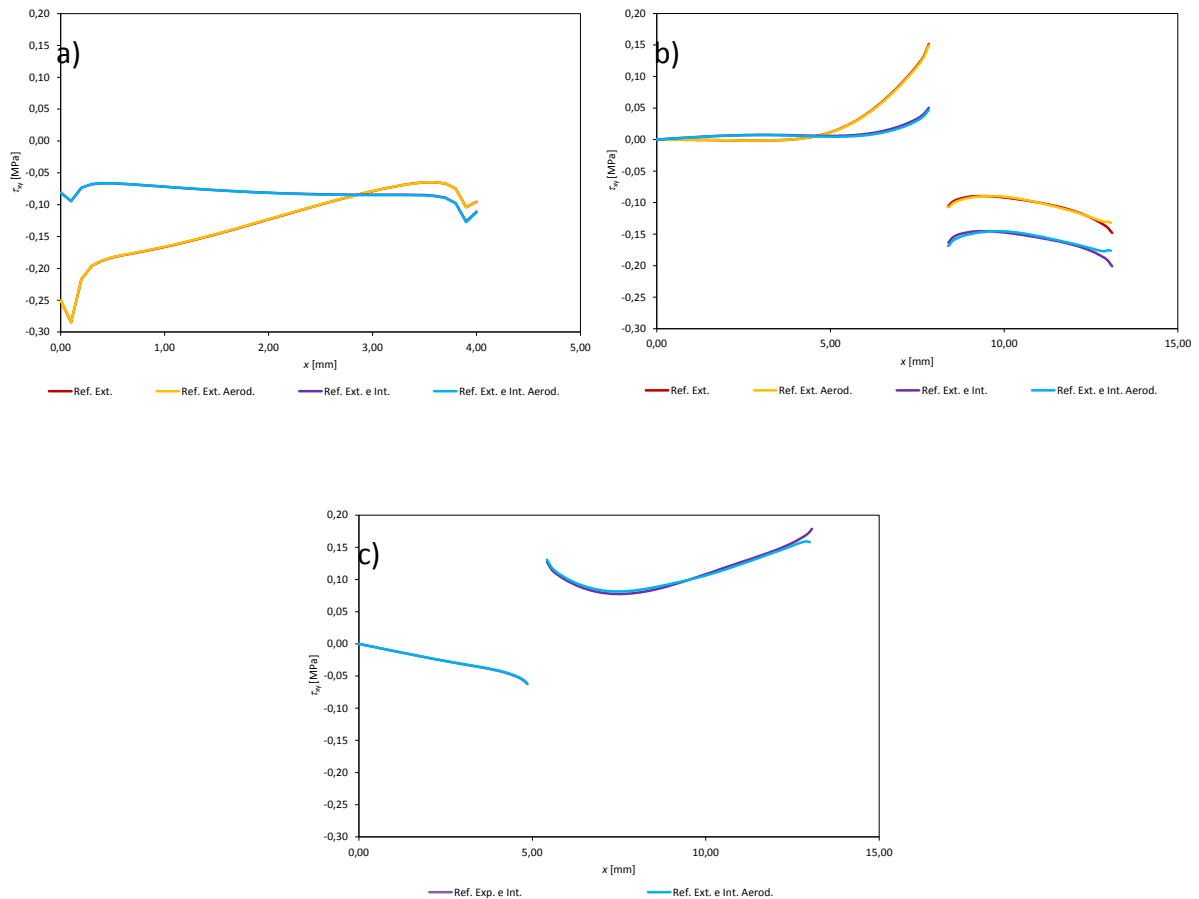 a)
0,20
0,15
0,10
0,05
0,00
-0,05
-0,10
-0,15
-0,20
-0,25
-0,30
τxy [MPa]
0,00 1,00 2,00 3,00 4,00 5,00
x [mm]
Ref. Ext. Ref. Ext. Aerod. Ref. Ext. e Int. Ref. Ext. e Int. Aerod.
b)
0,20
0,15
0,10
0,05
0,00
-0,05
-0,10
-0,15
-0,20
-0,25
-0,30
τxy [MPa]
0,00 5,00 10,00 15,00
x [mm]
Ref. Ext. Ref. Ext. Aerod. Ref. Ext. e Int. Ref. Ext. e Int. Aerod.
c)
0,20
0,15
0,10
0,05
0,00
-0,05
-0,10
-0,15
-0,20
-0,25
-0,30
τxy [MPa]
0,00 5,00 10,00 15,00
x [mm]
Ref. Exp. e Int. Ref. Ext. e Int. Aerod.